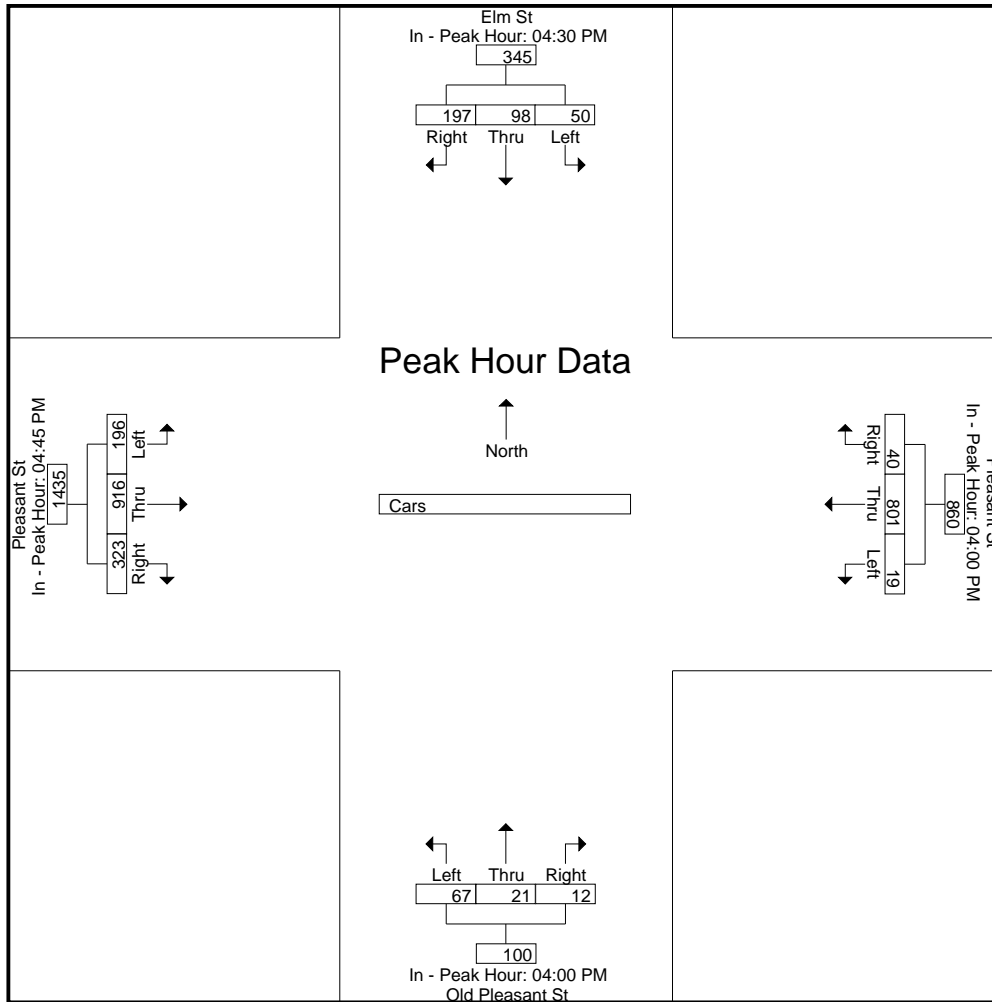 Elm St
In - Peak Hour: 04:30 PM
345
197 98 50
Right Thru Left
Peak Hour Data
North
Cars
Pleasant St
In - Peak Hour: 04:45 PM
1435
196 916 323
Left Thru Right
Pleasant St
In - Peak Hour: 04:00 PM
860
40 801 19
Right Thru Left
Left Thru Right
67 21 12
100
In - Peak Hour: 04:00 PM
Old Pleasant St